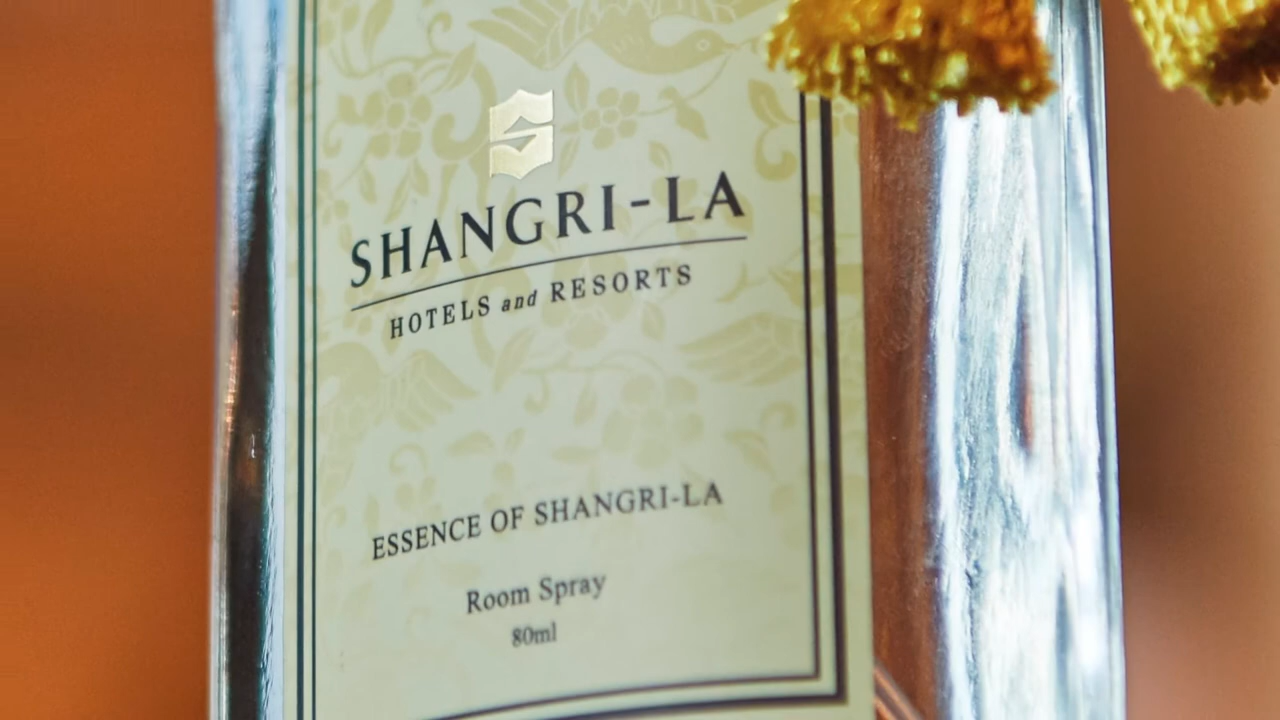 SHANGRI-LA
HOTELS and RESORTS
ESSENCE OF SHANGRI-LA
Room Spray
80ml